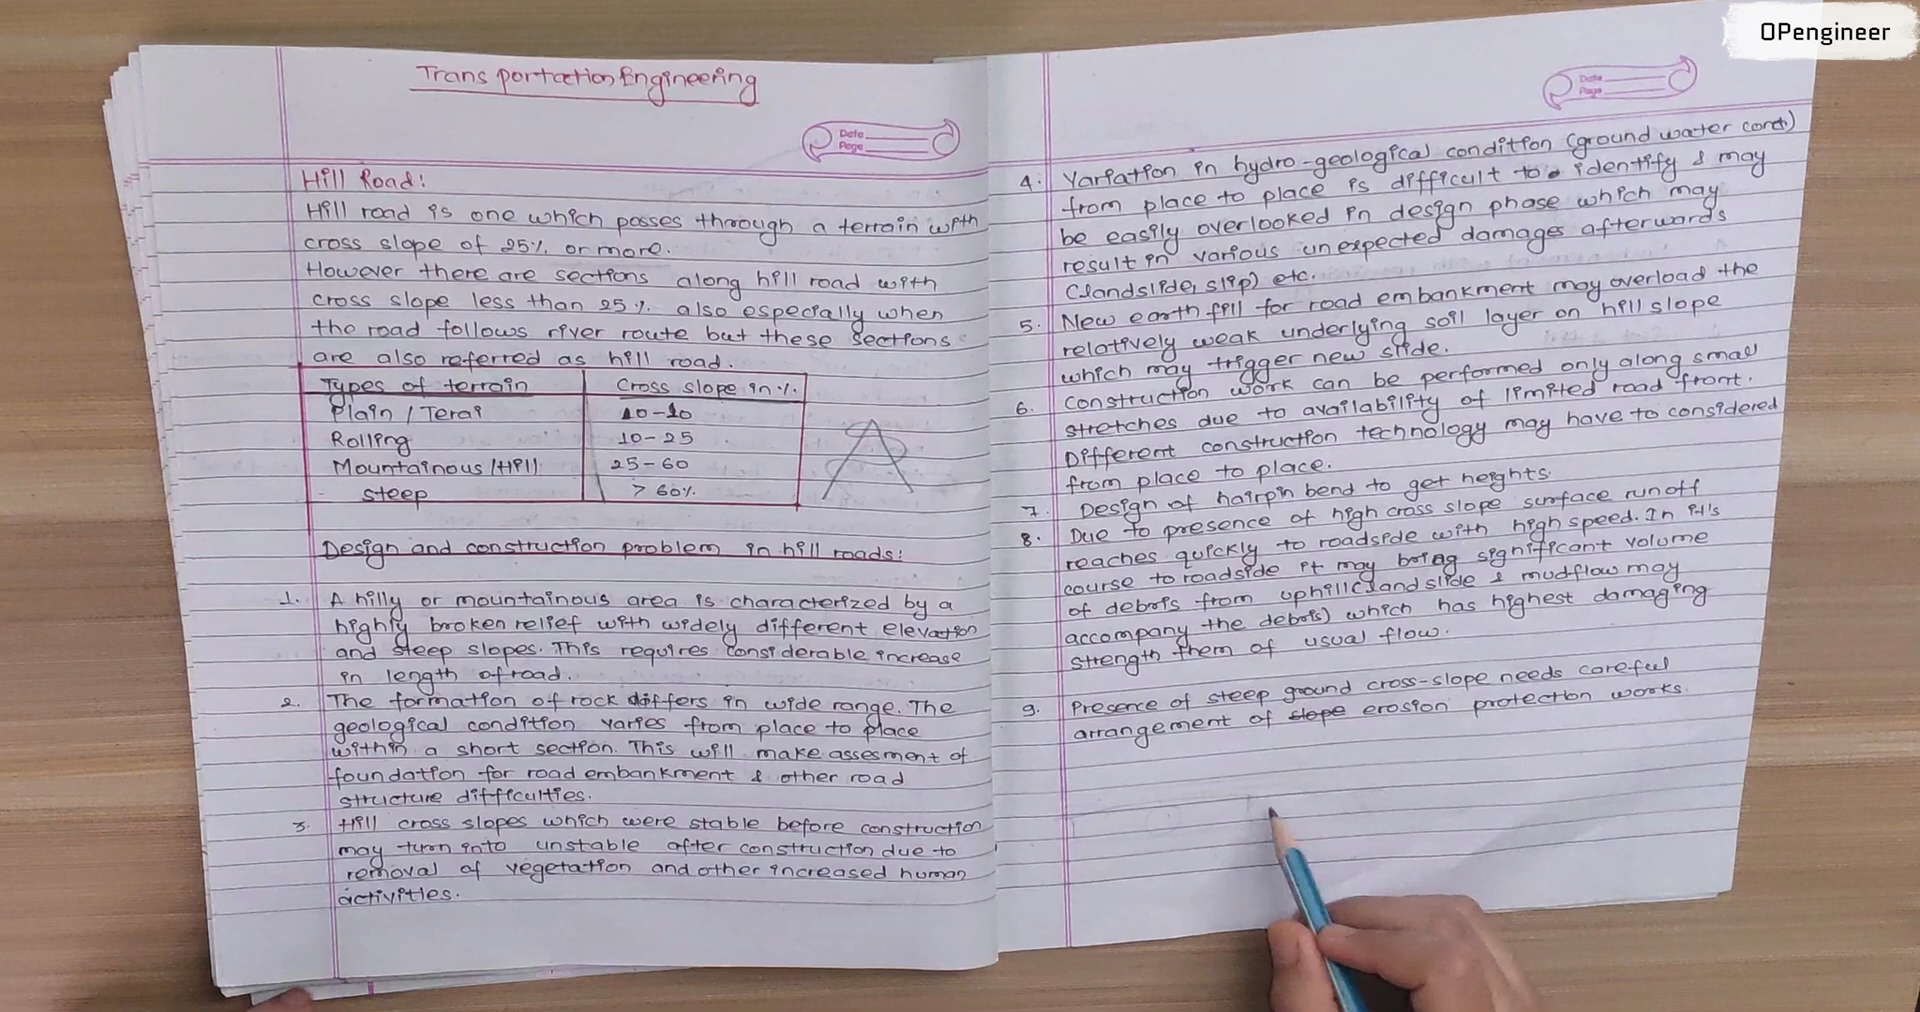 OPengineer
Transportation Engineering
Date
Page
Hill Road:
Hill road is one which passes through a terrain with
cross slope of 25% or more.
However there are sections along hill road with
cross slope less than 25% also especially when
the road follows river route but these sections
are also referred as hill road.
Types of terrain Cross slope in %.
Plain / Terai 10-10
Rolling 10-25
Mountainous / Hill 25-60
steep > 60%
Design and construction problem in hill roads:
1. A hilly or mountainous area is characterized by a
highly broken relief with widely different elevation
and steep slopes. This requires considerable increase
in length of road.
2. The formation of rock differs in wide range. The
geological condition varies from place to place
within a short section. This will make assesment of
foundation for road embankment & other road
structure difficulties.
3. Hill cross slopes which were stable before construction
may turn into unstable after construction due to
removal of vegetation and other increased human
activities.
Date
Page
4. Variation in hydro-geological condition (ground water cond.)
from place to place is difficult to identify & may
be easily overlooked in design phase which may
result in various unexpected damages afterwards
(landslide, slip) etc.
5. New earth fill for road embankment may overload the
relatively weak underlying soil layer on hill slope
which may trigger new slide.
6. Construction work can be performed only along small
stretches due to availability of limited road front.
Different construction technology may have to considered
from place to place.
7. Design of hairpin bend to get heights.
8. Due to presence of high cross slope surface runoff
reaches quickly to roadside with high speed. In it's
course to roadside it may bring significant volume
of debris from uphill (landslide & mudflow may
accompany the debris) which has highest damaging
strength them of usual flow.
9. Presence of steep ground cross-slope needs careful
arrangement of slope erosion protection works.